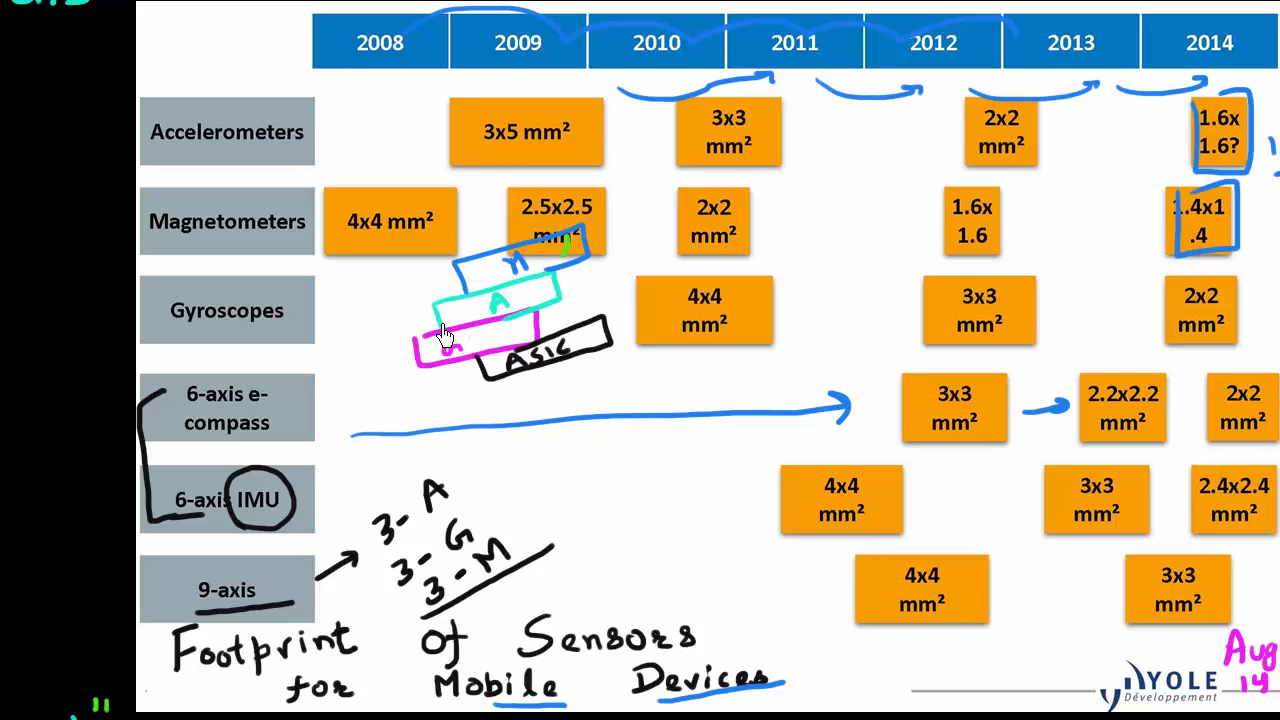 2008 2009 2010 2011 2012 2013 2014
Accelerometers
3x5 mm²
3x3
mm²
2x2
mm²
1.6x
1.6?
Magnetometers
4x4 mm²
2.5x2.5
mm²
2x2
mm²
1.6x
1.6
1.4x1
.4
M
A
G
ASIC
Gyroscopes
4x4
mm²
3x3
mm²
2x2
mm²
6-axis e-
compass
3x3
mm²
2.2x2.2
mm²
2x2
mm²
6-axis IMU
4x4
mm²
3x3
mm²
2.4x2.4
mm²
3- A
3- G
3- M
9-axis
4x4
mm²
3x3
mm²
Footprint of Sensors
for Mobile Devices
Aug
14
YOLE
Développement